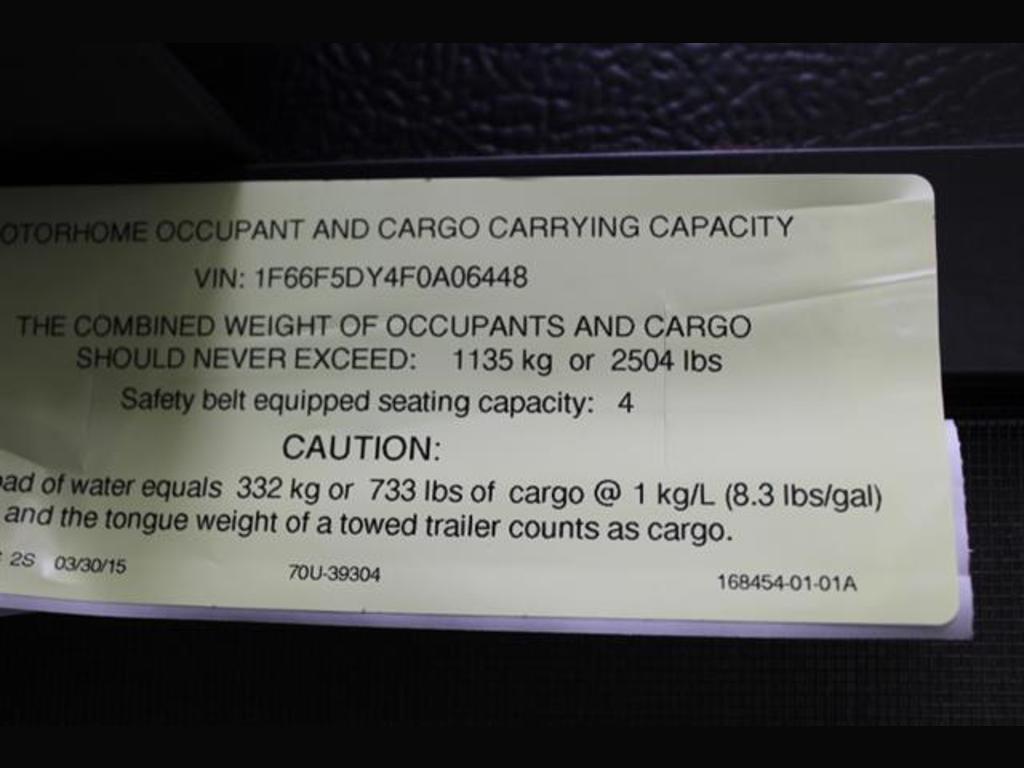 OTORHOME OCCUPANT AND CARGO CARRYING CAPACITY
VIN: 1F66F5DY4F0A06448
THE COMBINED WEIGHT OF OCCUPANTS AND CARGO
SHOULD NEVER EXCEED: 1135 kg or 2504 lbs
Safety belt equipped seating capacity: 4
CAUTION:
ad of water equals 332 kg or 733 lbs of cargo @ 1 kg/L (8.3 lbs/gal)
and the tongue weight of a towed trailer counts as cargo.
2S 03/30/15 70U-39304 168454-01-01A